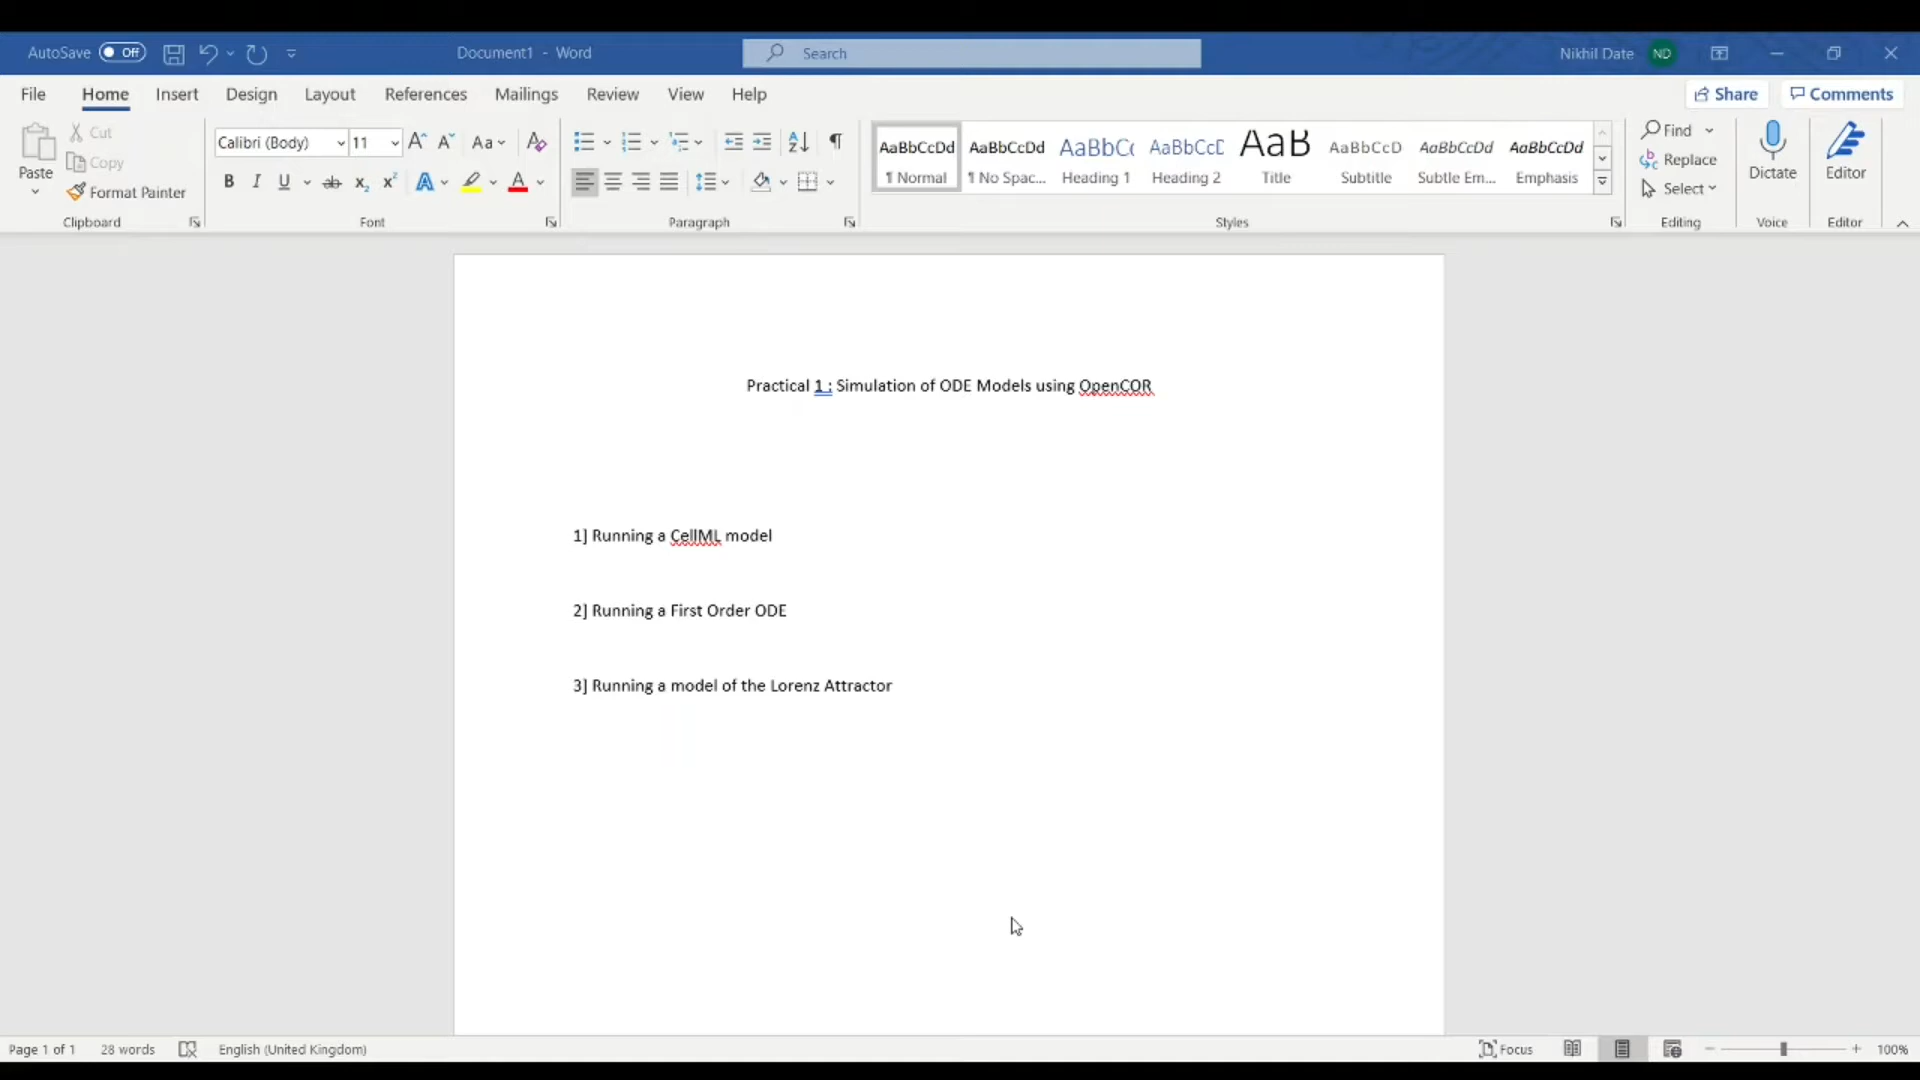 AutoSave Off Document1 - Word Search Nikhil Date ND
File Home Insert Design Layout References Mailings Review View Help Share Comments
Paste Cut Copy Format Painter
Clipboard
Calibri (Body) 11 Aa
B I U ab x2 x2 A A
Font
Paragraph
AaBbCcDd AaBbCcDd AaBbC( AaBbCcD AaB AaBbCcD AaBbCcDd AaBbCcDd
¶ Normal ¶ No Spac... Heading 1 Heading 2 Title Subtitle Subtle Em... Emphasis
Styles
Find
Replace
Select
Editing
Dictate
Voice
Editor
Editor
Practical 1 : Simulation of ODE Models using OpenCOR
1] Running a CellML model
2] Running a First Order ODE
3] Running a model of the Lorenz Attractor
Page 1 of 1 28 words English (United Kingdom) Focus 100%